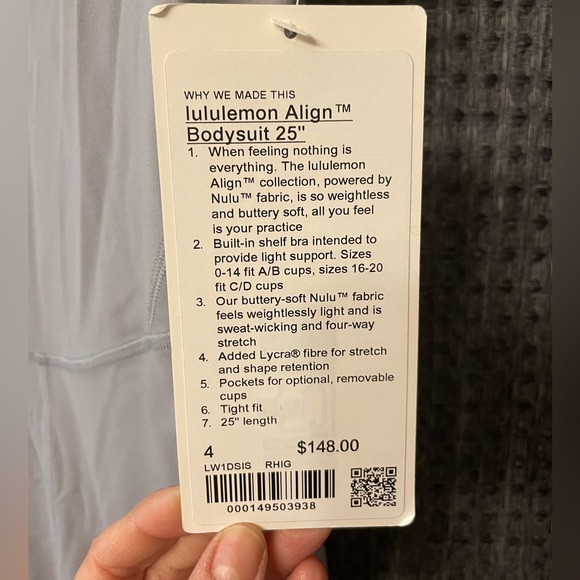 WHY WE MADE THIS
lululemon Align™
Bodysuit 25"
1. When feeling nothing is
everything. The lululemon
Align™ collection, powered by
Nulu™ fabric, is so weightless
and buttery soft, all you feel
is your practice
2. Built-in shelf bra intended to
provide light support. Sizes
0-14 fit A/B cups, sizes 16-20
fit C/D cups
3. Our buttery-soft Nulu™ fabric
feels weightlessly light and is
sweat-wicking and four-way
stretch
4. Added Lycra® fibre for stretch
and shape retention
5. Pockets for optional, removable
cups
6. Tight fit
7. 25" length
4 $148.00
LW1DSIS RHIG
000149503938